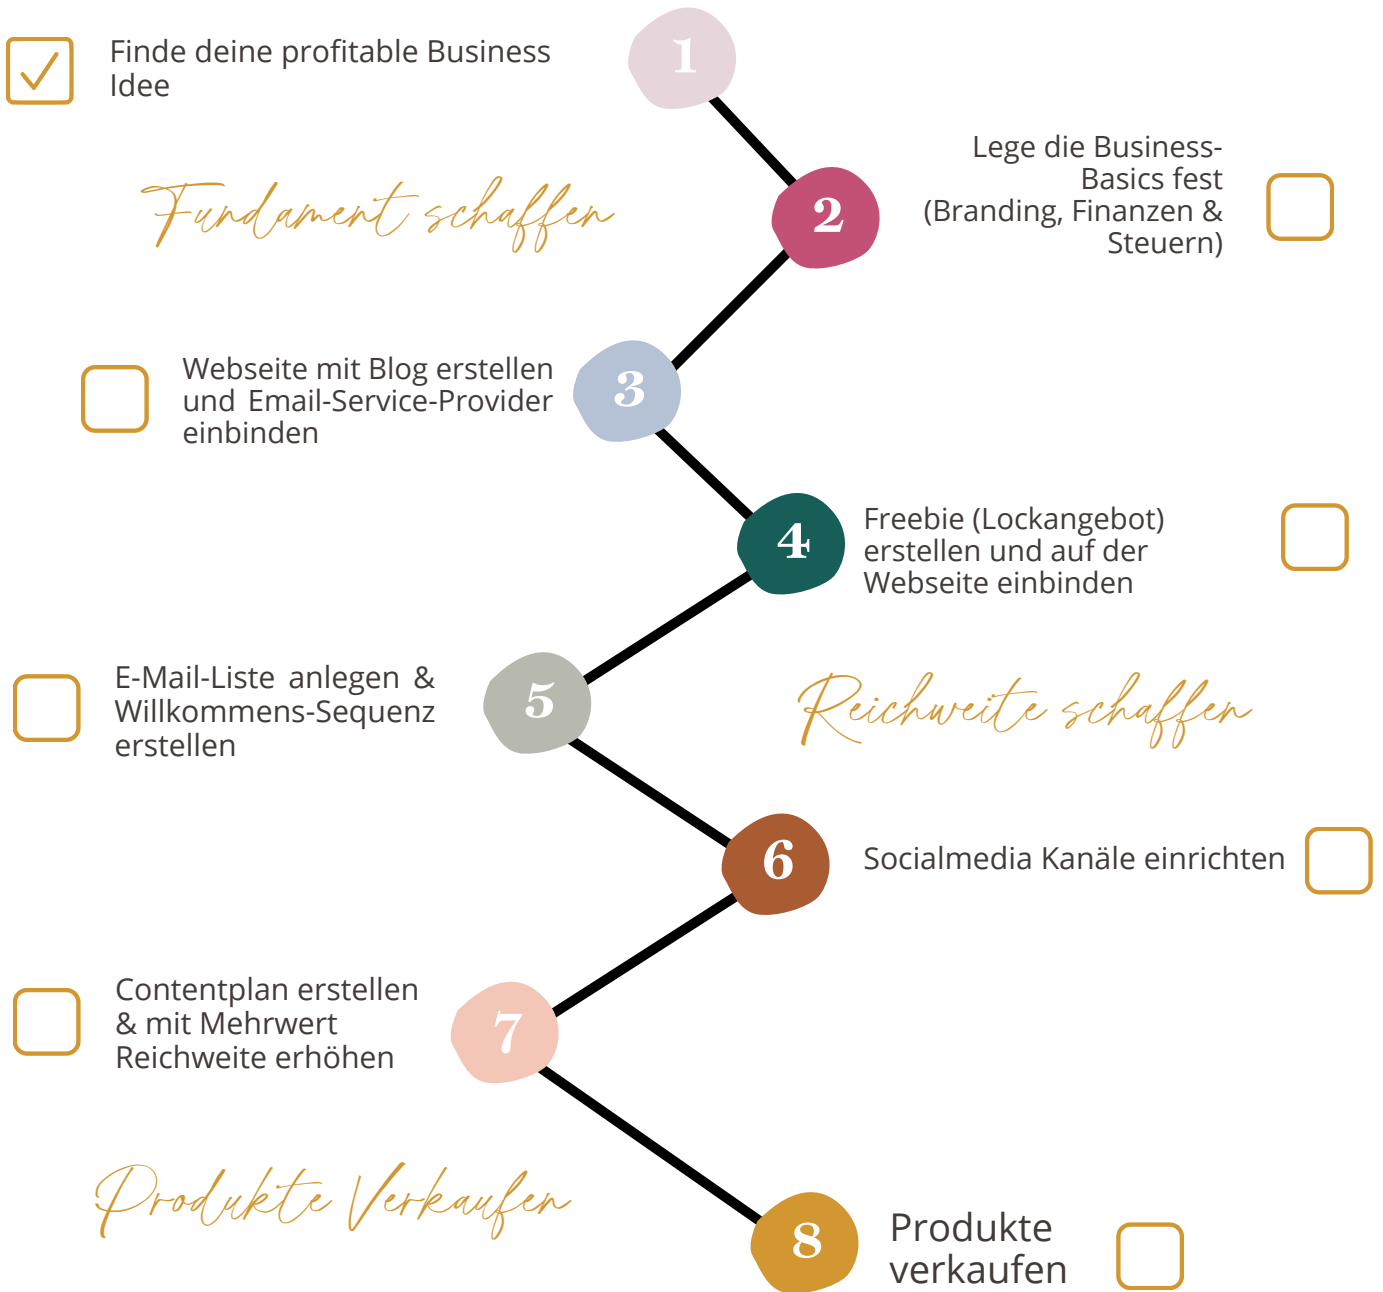 Finde deine profitable Business
Idee
1
Fundament schaffen
2
Lege die Business-
Basics fest
(Branding, Finanzen &
Steuern)
Webseite mit Blog erstellen
und Email-Service-Provider
einbinden
3
4
Freebie (Lockangebot)
erstellen und auf der
Webseite einbinden
E-Mail-Liste anlegen &
Willkommens-Sequenz
erstellen
5
Reichweite schaffen
6
Socialmedia Kanäle einrichten
Contentplan erstellen
& mit Mehrwert
Reichweite erhöhen
7
Produkte Verkaufen
8
Produkte
verkaufen